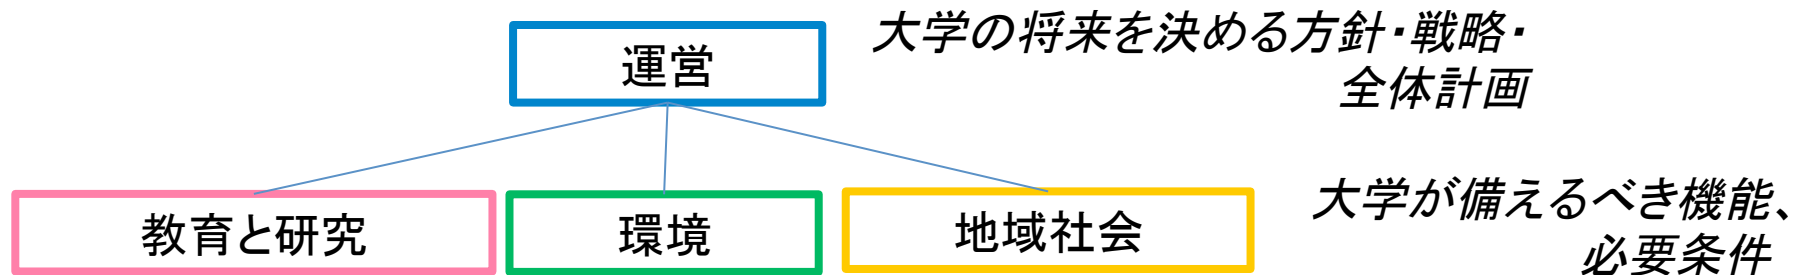 運営
大学の将来を決める方針・戦略・
全体計画
教育と研究
環境
地域社会
大学が備えるべき機能、
必要条件